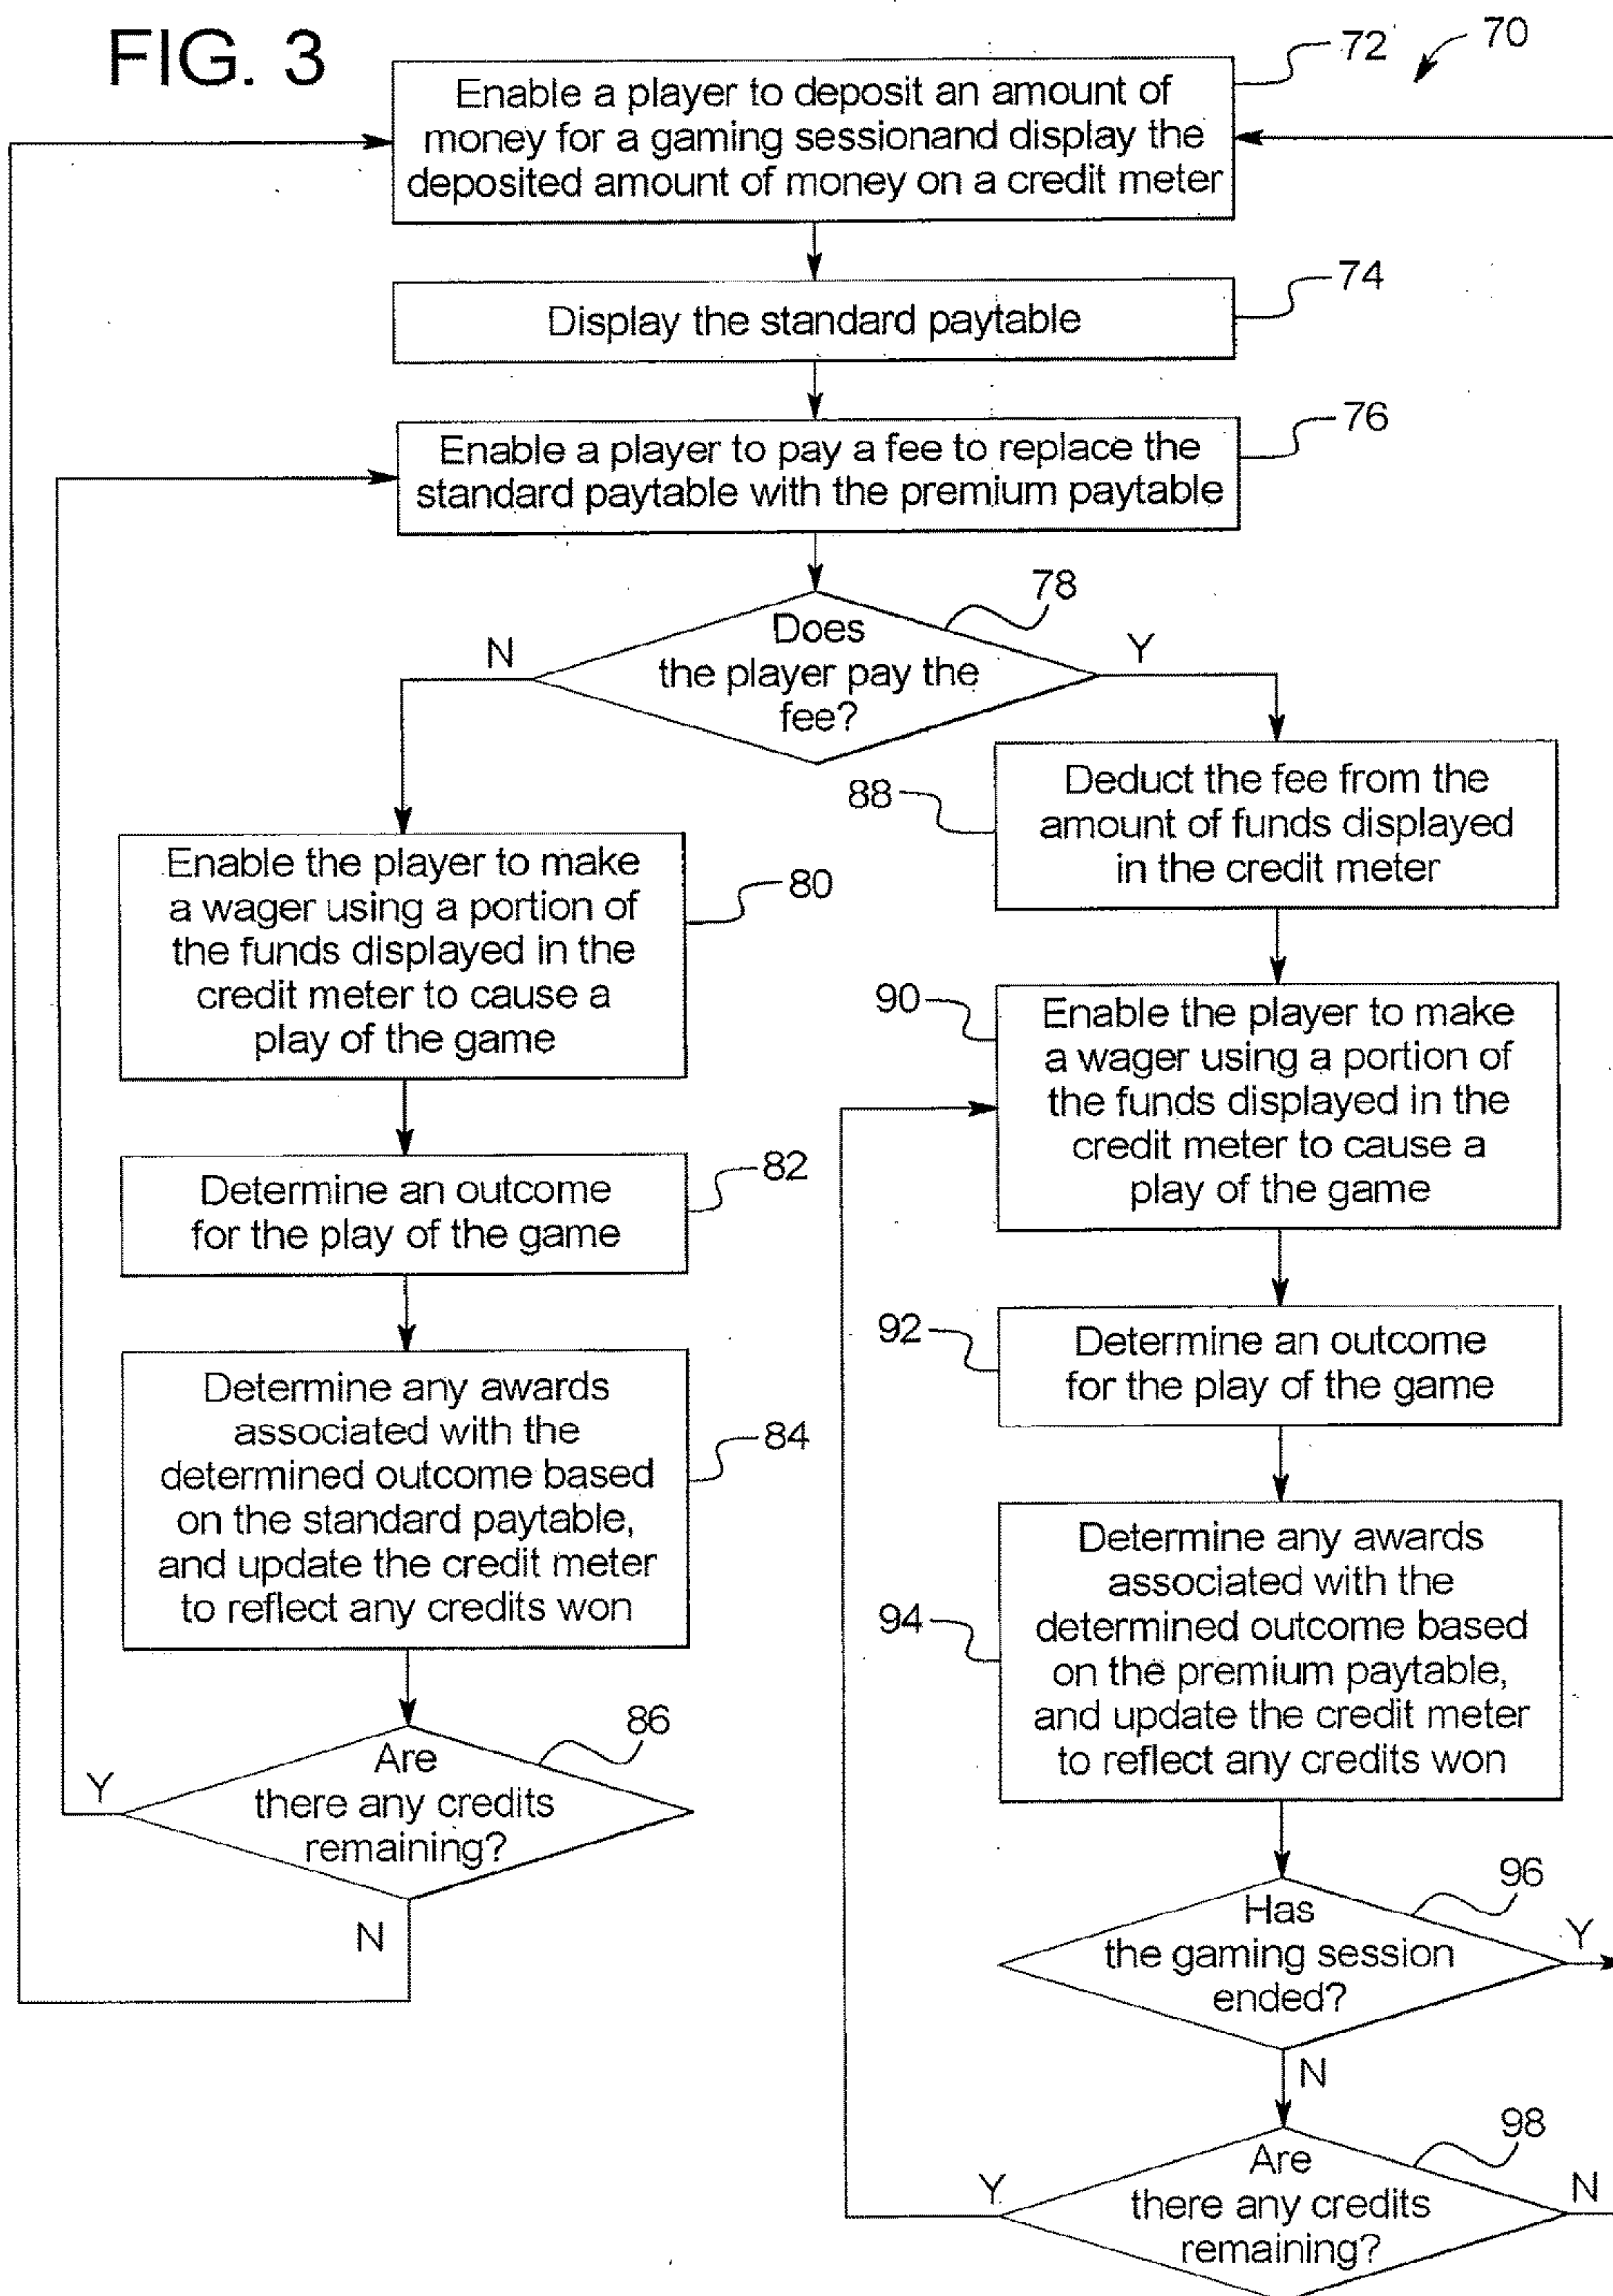 FIG. 3
70
72
Enable a player to deposit an amount of
money for a gaming sessionand display the
deposited amount of money on a credit meter
74
Display the standard paytable
76
Enable a player to pay a fee to replace the
standard paytable with the premium paytable
78
Does
the player pay the
fee?
N
Y
80
Enable the player to make
a wager using a portion of
the funds displayed in the
credit meter to cause a
play of the game
82
Determine an outcome
for the play of the game
84
Determine any awards
associated with the
determined outcome based
on the standard paytable,
and update the credit meter
to reflect any credits won
86
Are
there any credits
remaining?
Y
N
88
Deduct the fee from the
amount of funds displayed
in the credit meter
90
Enable the player to make
a wager using a portion of
the funds displayed in the
credit meter to cause a
play of the game
92
Determine an outcome
for the play of the game
94
Determine any awards
associated with the
determined outcome based
on the premium paytable,
and update the credit meter
to reflect any credits won
96
Has
the gaming session
ended?
Y
N
98
Are
there any credits
remaining?
Y
N